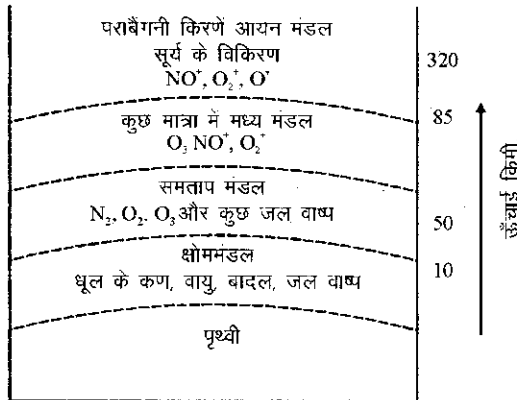 पराबैंगनी किरणें आयन मंडल
सूर्य के विकिरण
NO⁺, O₂⁺, O⁺
320
कुछ मात्रा में मध्य मंडल
85
O₃ NO⁺, O₂⁺
समताप मंडल
N₂, O₂. O₃ और कुछ जल वाष्प
50
क्षोममंडल
10
धूल के कण, वायु, बादल, जल वाष्प
पृथ्वी
ऊँचाई किमी